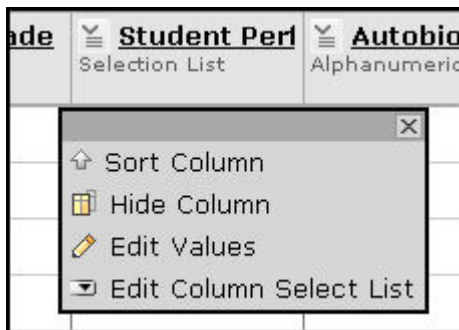 ade Student Perf Autobio
Selection List Alphanumeric
Sort Column
Hide Column
Edit Values
Edit Column Select List